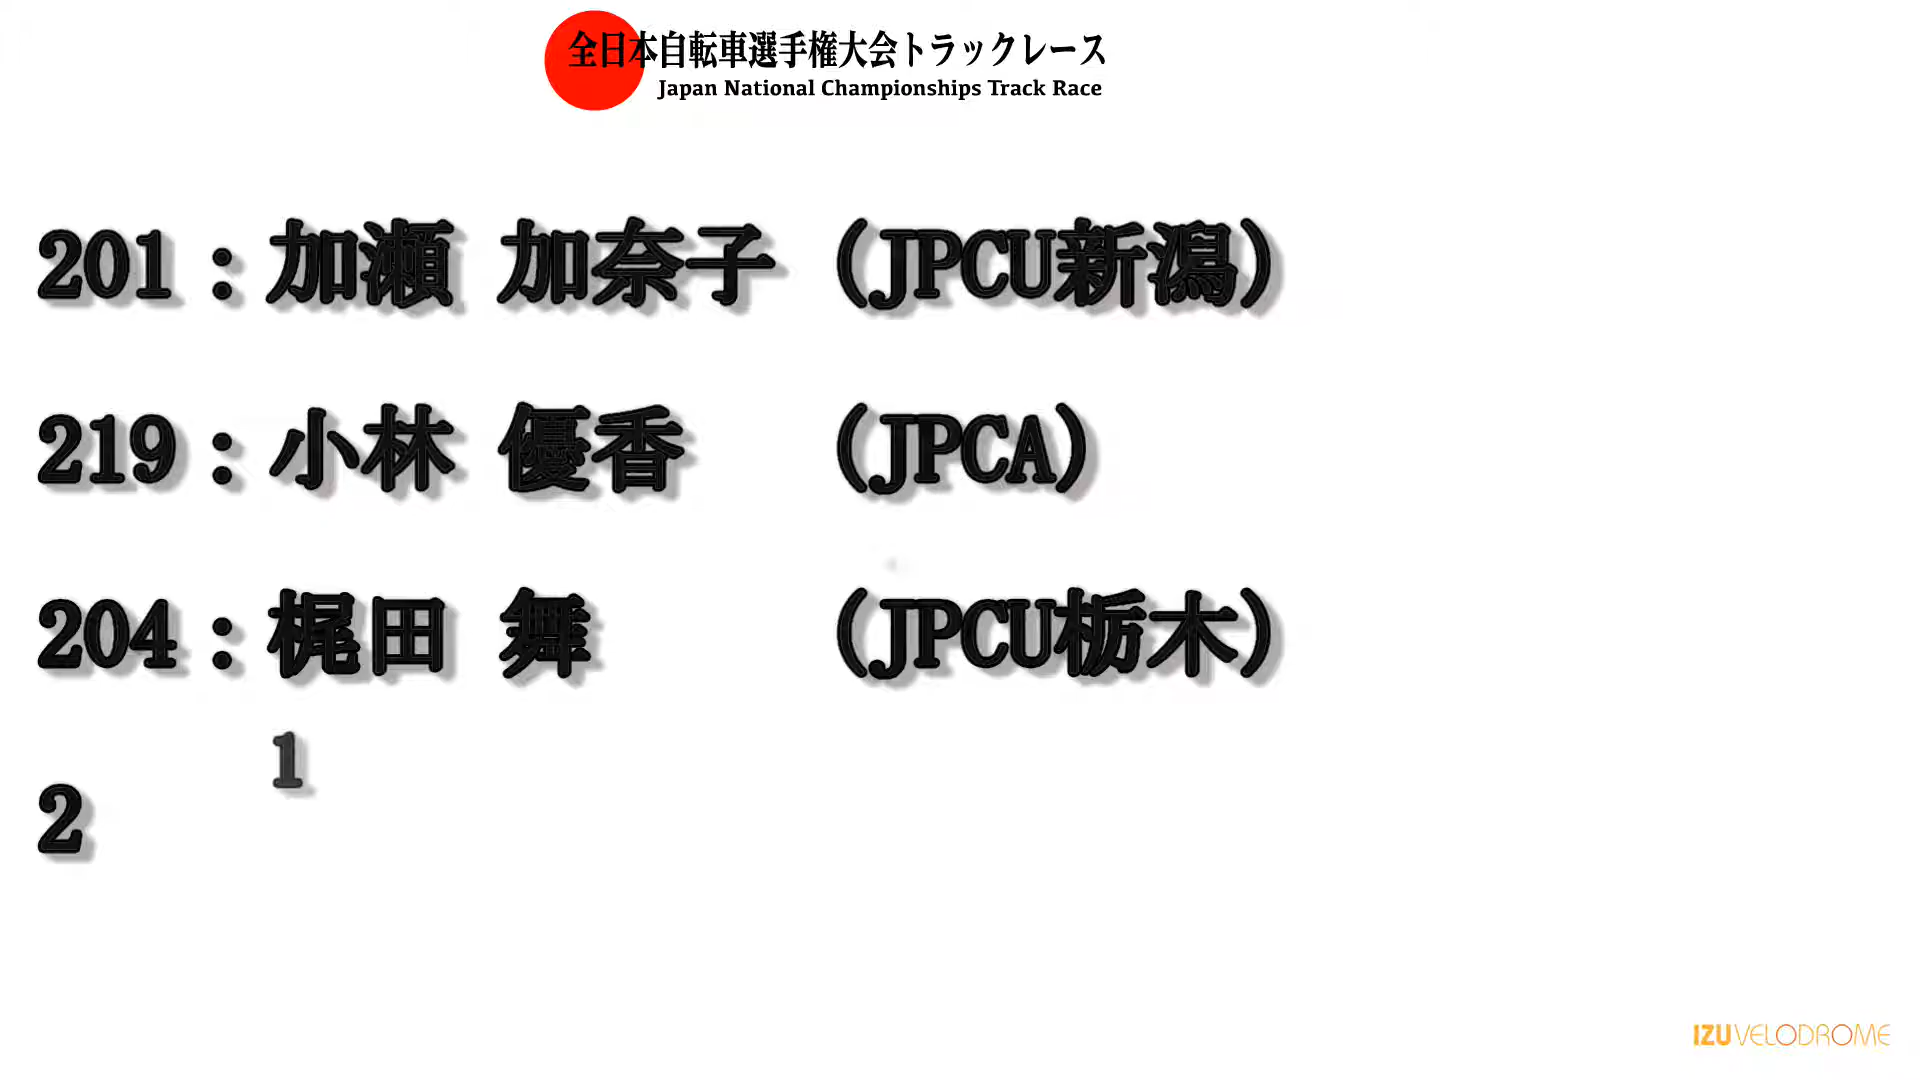 全日本自転車選手権大会トラックレース
Japan National Championships Track Race
201：加瀬 加奈子 (JPCU新潟)
219：小林 優香 (JPCA)
204：梶田 舞 (JPCU栃木)
1
2
IZU VELODROME